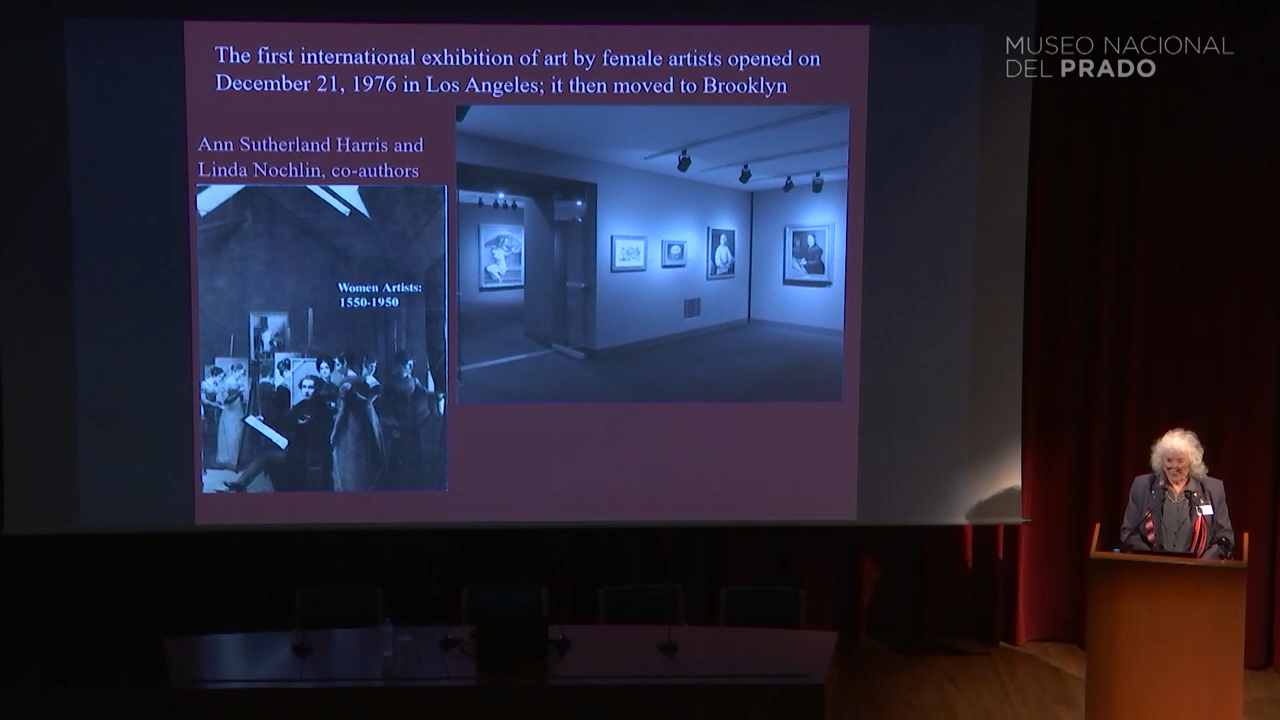 The first international exhibition of art by female artists opened on
December 21, 1976 in Los Angeles; it then moved to Brooklyn
Ann Sutherland Harris and
Linda Nochlin, co-authors
Women Artists:
1550-1950
MUSEO NACIONAL
DEL PRADO